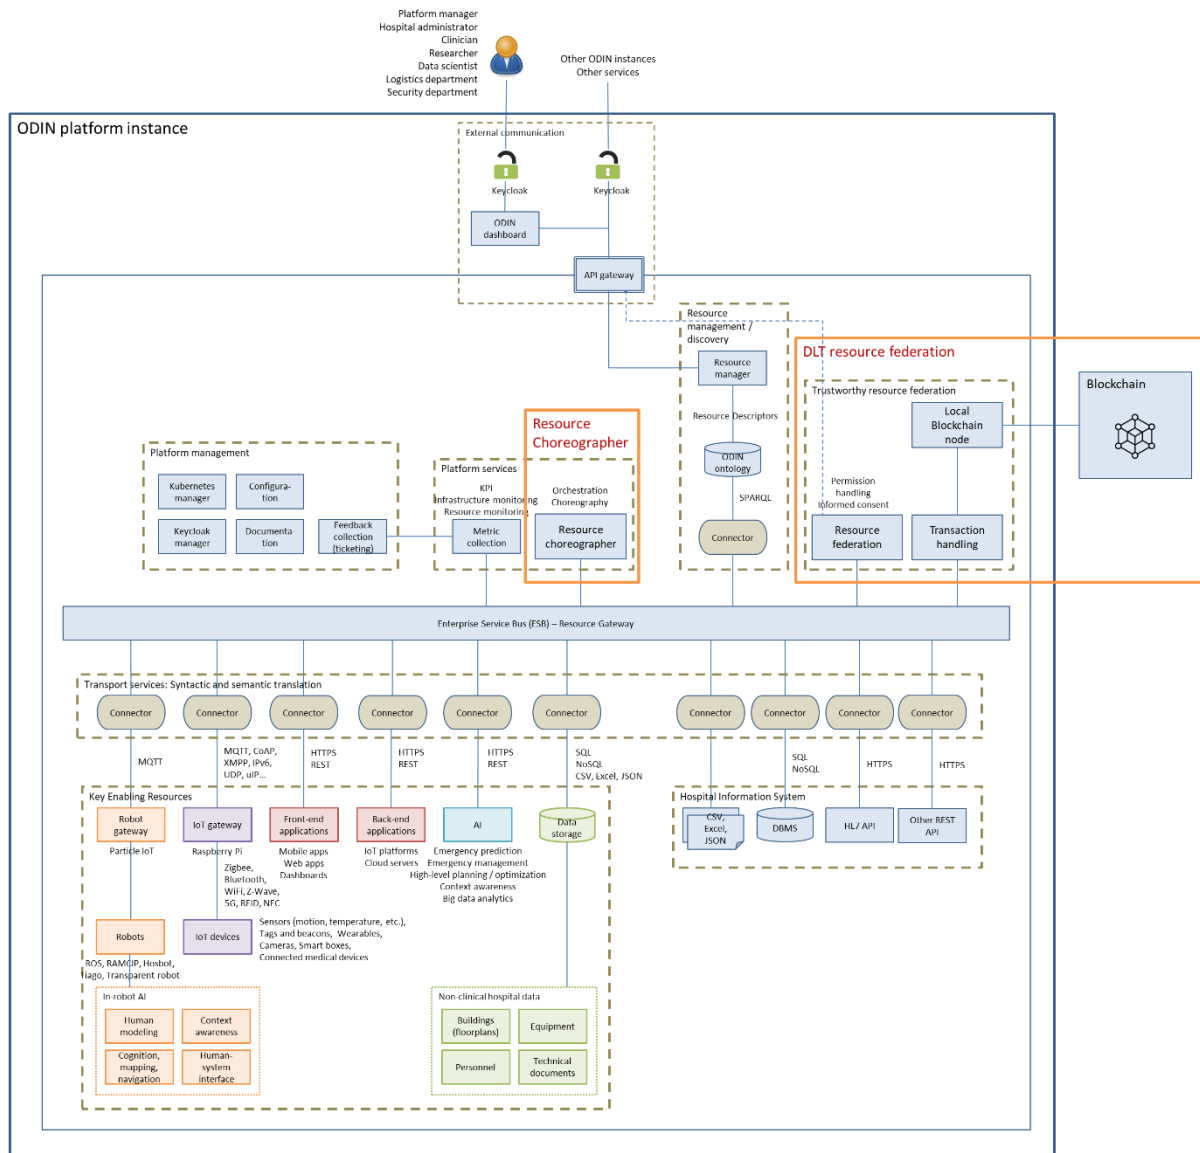 Platform manager
Hospital administrator
Clinician
Researcher
Data scientist
Logistics department
Security department
Other ODIN instances
Other services
ODIN platform instance
External communication
Keycloak
Keycloak
ODIN
dashboard
API gateway
Resource
management /
discovery
Resource
manager
Resource Descriptors
ODIN
ontology
SPARQL
Connector
DLT resource federation
Trustworthy resource federation
Local
Blockchain
node
Permission
handling
Informed consent
Resource
federation
Transaction
handling
Blockchain
Resource
Choreographer
Platform management
Kubernetes
manager
Configura-
tion
Keycloak
manager
Documenta-
tion
Feedback
collection
(ticketing)
Platform services
KPI
Infrastructure monitoring
Resource monitoring
Metric
collection
Orchestration
Choreography
Resource
choreographer
Enterprise Service Bus (ESB) – Resource Gateway
Transport services: Syntactic and semantic translation
Connector
Connector
Connector
Connector
Connector
Connector
Connector
Connector
Connector
Connector
MQTT
MQTT, CoAP,
XMPP, IPv6,
UDP, uIP...
HTTPS
REST
HTTPS
REST
HTTPS
REST
SQL
NoSQL
CSV, Excel, JSON
SQL
NoSQL
HTTPS
HTTPS
Key Enabling Resources
Robot
gateway
Particle IoT
IoT gateway
Raspberry Pi
Zigbee,
Bluetooth,
WiFi, Z-Wave,
5G, RFID, NFC
Front-end
applications
Mobile apps
Web apps
Dashboards
Back-end
applications
IoT platforms
Cloud servers
AI
Emergency prediction
Emergency management
High-level planning / optimization
Context awareness
Big data analytics
Data
storage
Hospital Information System
CSV,
Excel,
JSON
DBMS
HL7 API
Other REST
API
Robots
ROS, RAMCIP, Hosbot,
Tiago, Transparent robot
IoT devices
Sensors (motion, temperature, etc.),
Tags and beacons, Wearables,
Cameras, Smart boxes,
Connected medical devices
In-robot AI
Human
modeling
Context
awareness
Cognition,
mapping,
navigation
Human-
system
interface
Non-clinical hospital data
Buildings
(floorplans)
Equipment
Personnel
Technical
documents